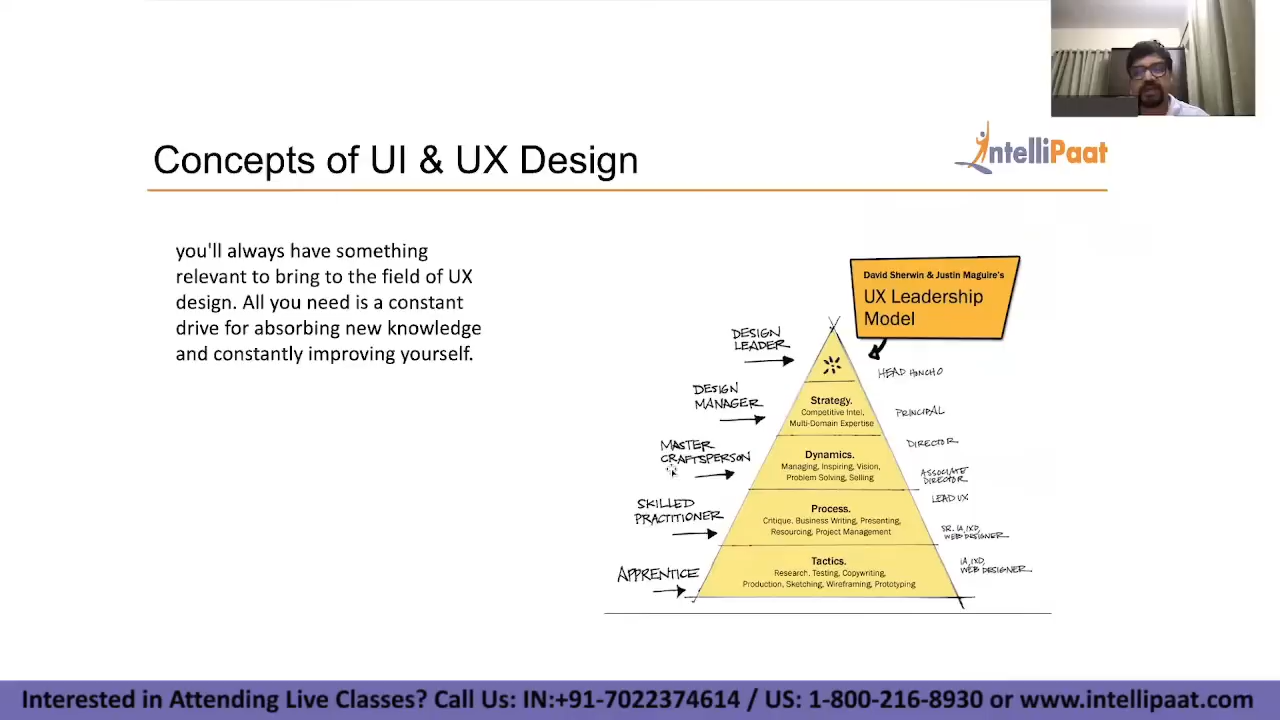 Concepts of UI & UX Design
IntelliPaat
you'll always have something
relevant to bring to the field of UX
design. All you need is a constant
drive for absorbing new knowledge
and constantly improving yourself.
David Sherwin & Justin Maguire's
UX Leadership
Model
DESIGN
LEADER
HEAD HONCHO
DESIGN
MANAGER
Strategy.
Competitive Intel,
Multi-Domain Expertise
PRINCIPAL
DIRECTOR
MASTER
CRAFTSPERSON
Dynamics.
Managing, Inspiring, Vision,
Problem Solving, Selling
ASSOCIATE
DIRECTOR
LEAD UX
SKILLED
PRACTITIONER
Process.
Critique, Business Writing, Presenting,
Resourcing, Project Management
SR. IA, IXD,
WEB DESIGNER
APPRENTICE
Tactics.
Research, Testing, Copywriting,
Production, Sketching, Wireframing, Prototyping
IA, IXD,
WEB DESIGNER
Interested in Attending Live Classes? Call Us: IN:+91-7022374614 / US: 1-800-216-8930 or www.intellipaat.com